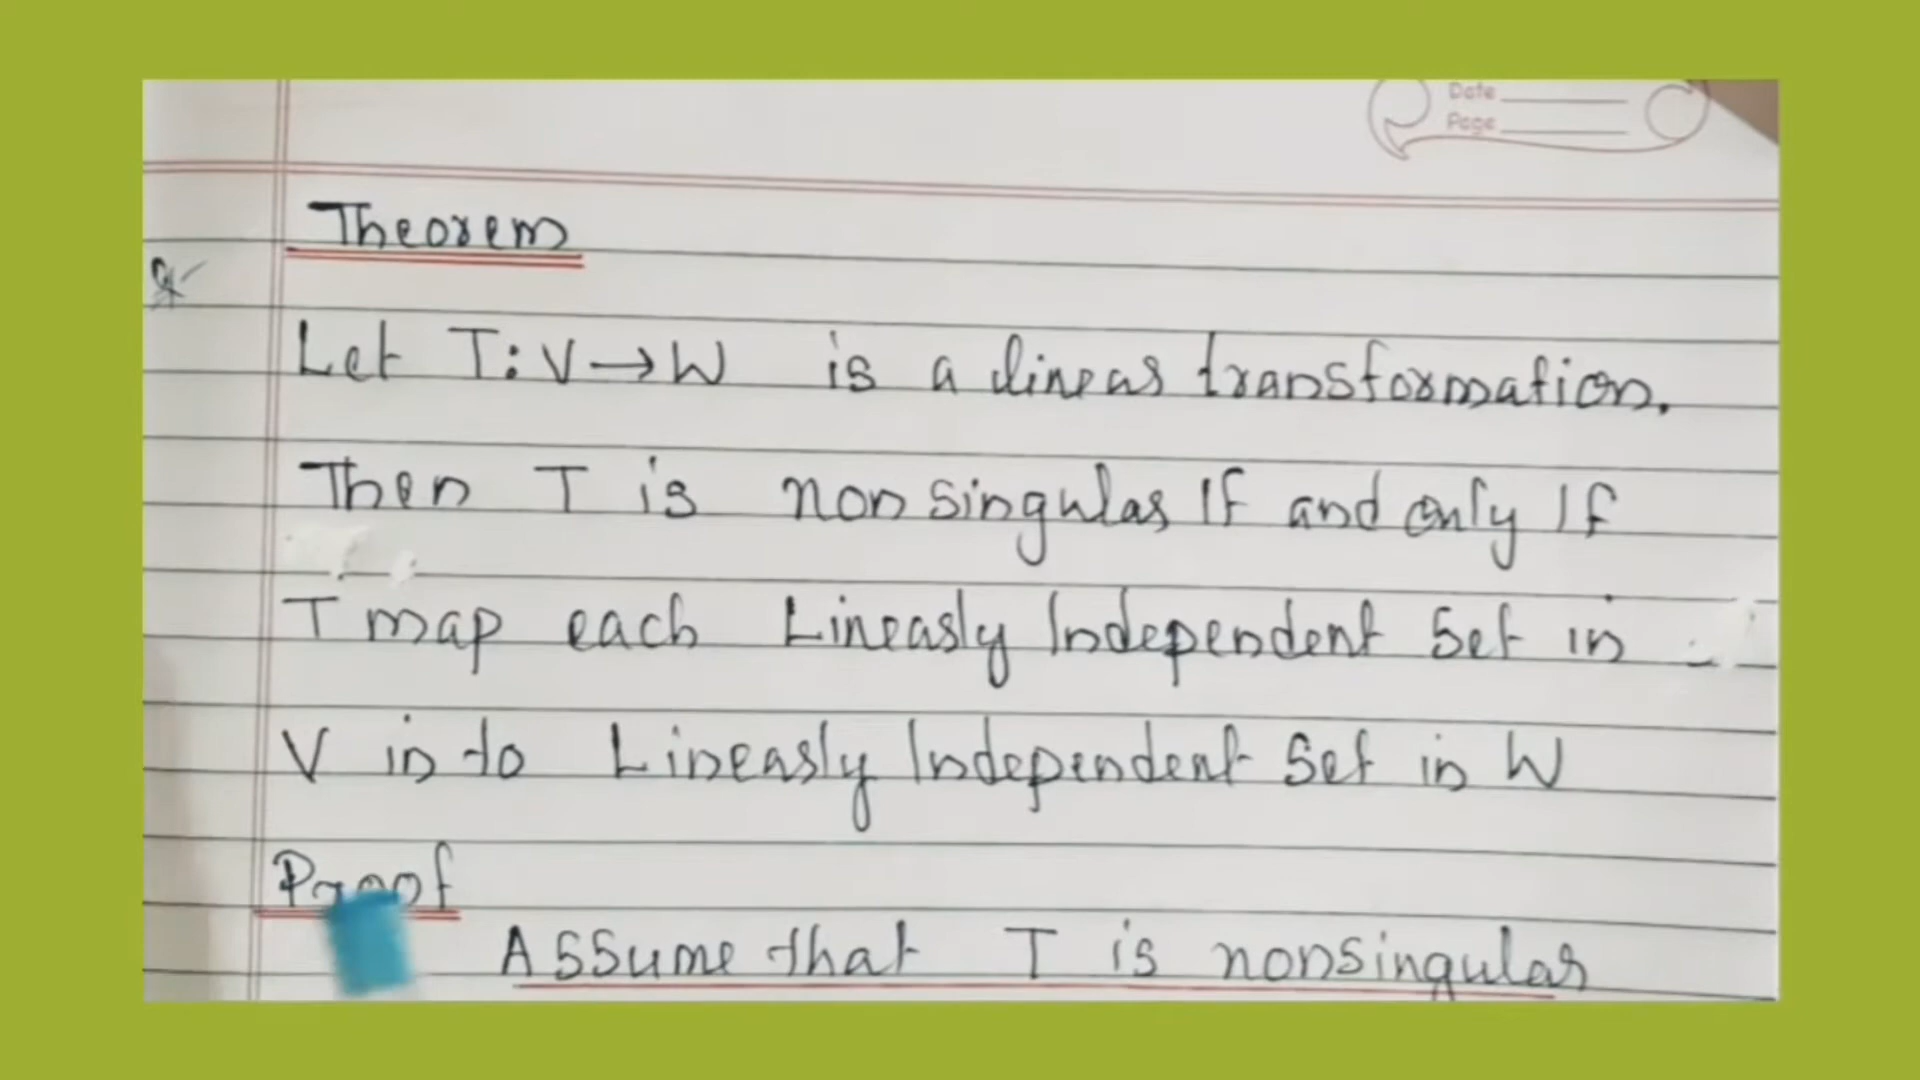 Date
Page
Theorem
Let T: V → W is a linear transformation.
Then T is non singular If and only If
T map each Linearly Independent Set in
V in to Linearly Independent Set in W
Proof
Assume that T is nonsingular